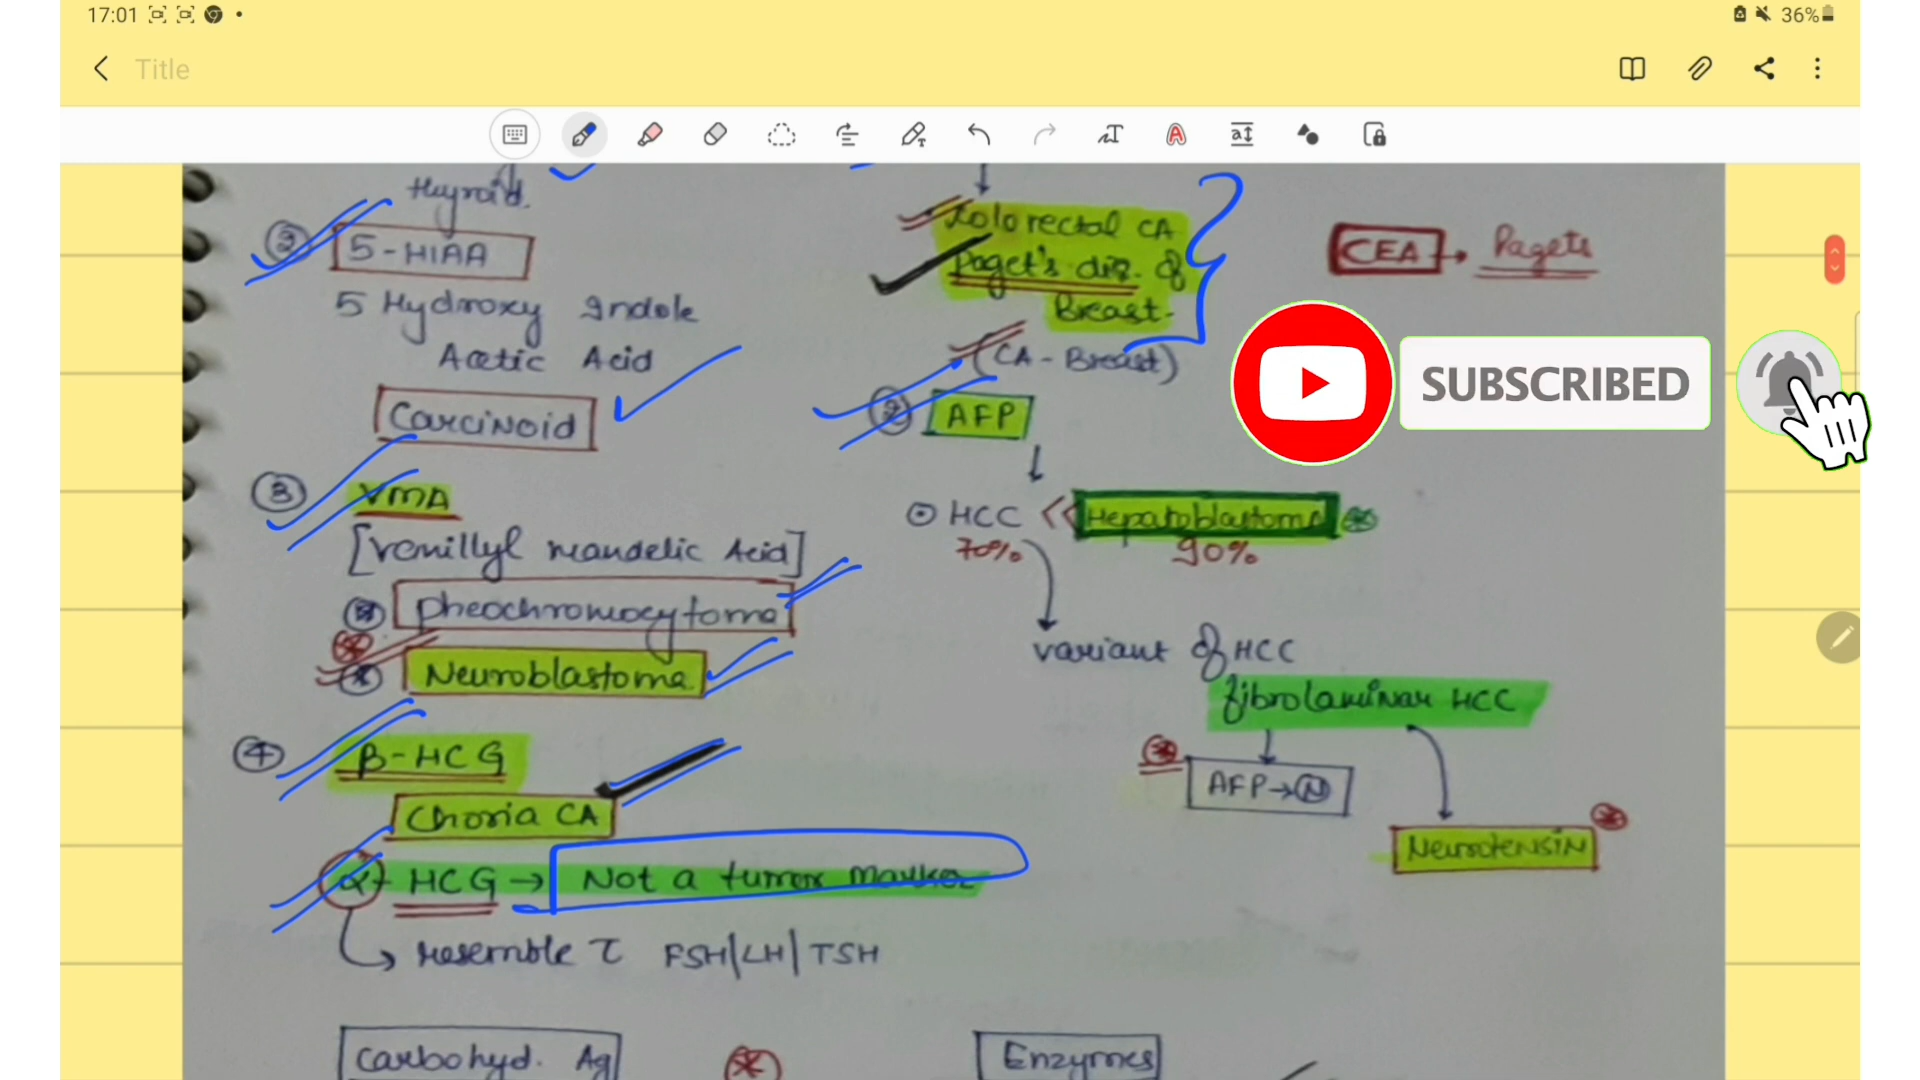 17:01
36%
Title
Thyroid.
② 5-HIAA
5 Hydroxy Indole
Acetic Acid
Carcinoid
③ VMA
[vanillyl mandelic Acid]
pheochromocytoma
Neuroblastoma
④ β-HCG
Chorio CA
α-HCG → Not a tumor marker
↳ resemble c̄ FSH|LH|TSH
Carbohyd. Ag
Colorectal CA
Paget's dis. of
Breast.
(CA-Breast)
② AFP
⊙ HCC << Hepatoblastoma
70% 90%
variant of HCC
fibrolaminar HCC
AFP→Ⓝ
Neurotensin
Enzymes
CEA → Pagets
SUBSCRIBED